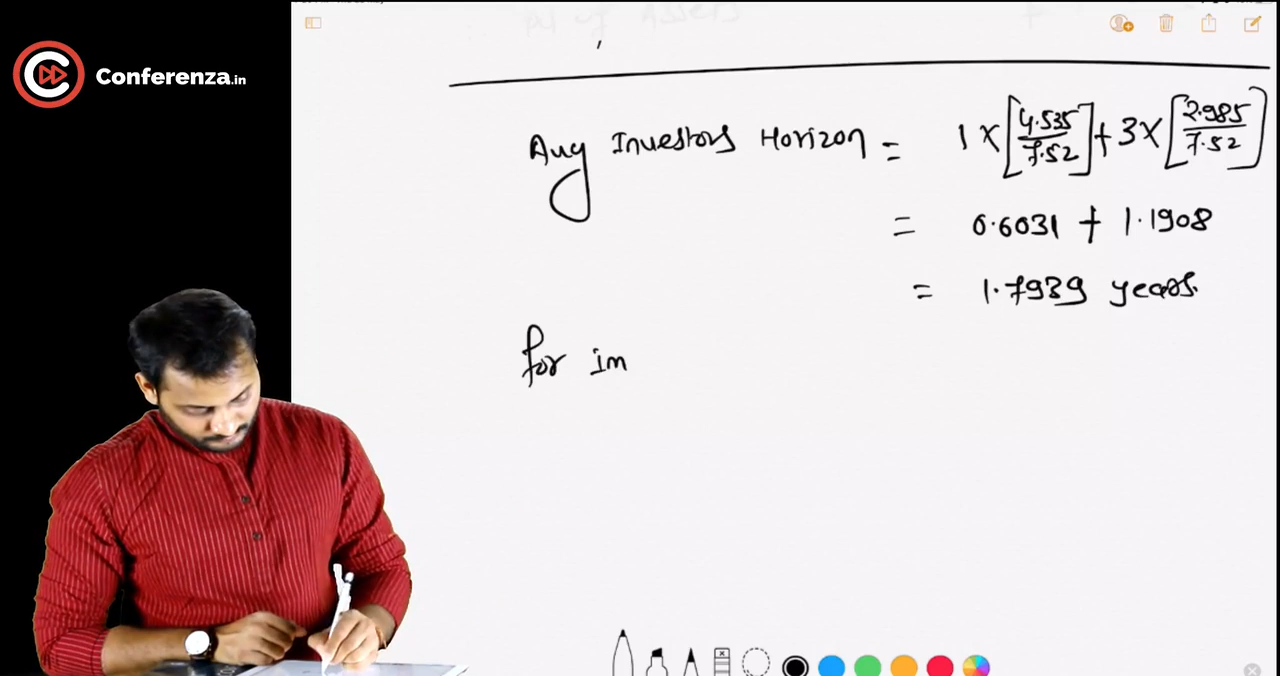 Conferenza.in
Avg Investors Horizon = 1 × [4.535/7.52] + 3 × [2.985/7.52]
= 0.6031 + 1.1908
= 1.7939 years.
for im